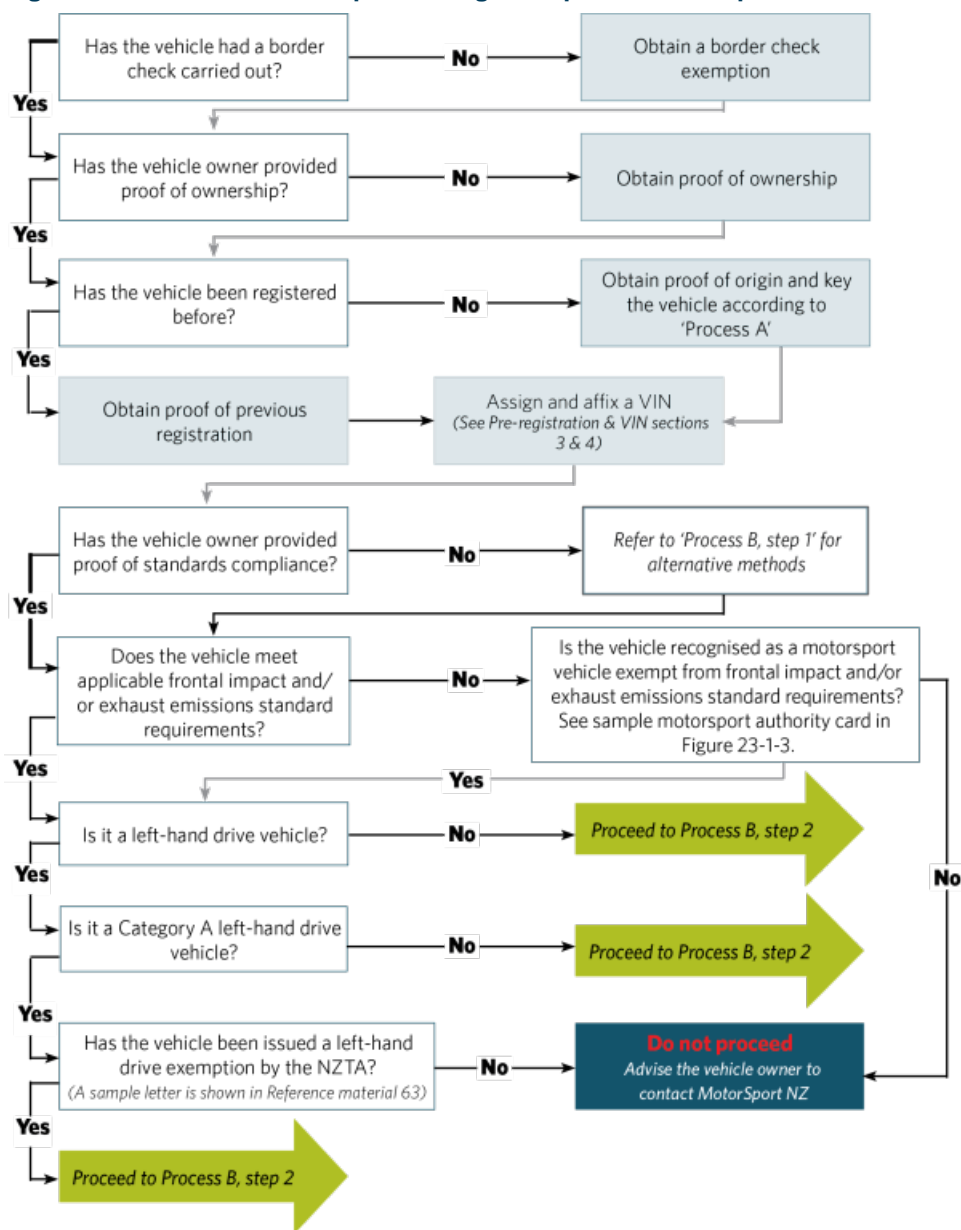 Has the vehicle had a border
check carried out?
No
Obtain a border check
exemption
Yes
Has the vehicle owner provided
proof of ownership?
No
Obtain proof of ownership
Yes
Has the vehicle been registered
before?
No
Obtain proof of origin and key
the vehicle according to
‘Process A’
Yes
Obtain proof of previous
registration
Assign and affix a VIN
(See Pre-registration & VIN sections
3 & 4)
Has the vehicle owner provided
proof of standards compliance?
No
Refer to ‘Process B, step 1’ for
alternative methods
Yes
Does the vehicle meet
applicable frontal impact and/
or exhaust emissions standard
requirements?
No
Is the vehicle recognised as a motorsport
vehicle exempt from frontal impact and/or
exhaust emissions standard requirements?
See sample motorsport authority card in
Figure 23-1-3.
Yes
Yes
Is it a left-hand drive vehicle?
No
Proceed to Process B, step 2
No
Yes
Is it a Category A left-hand drive
vehicle?
No
Proceed to Process B, step 2
Yes
Has the vehicle been issued a left-hand
drive exemption by the NZTA?
(A sample letter is shown in Reference material 63)
No
Do not proceed
Advise the vehicle owner to
contact MotorSport NZ
Yes
Proceed to Process B, step 2